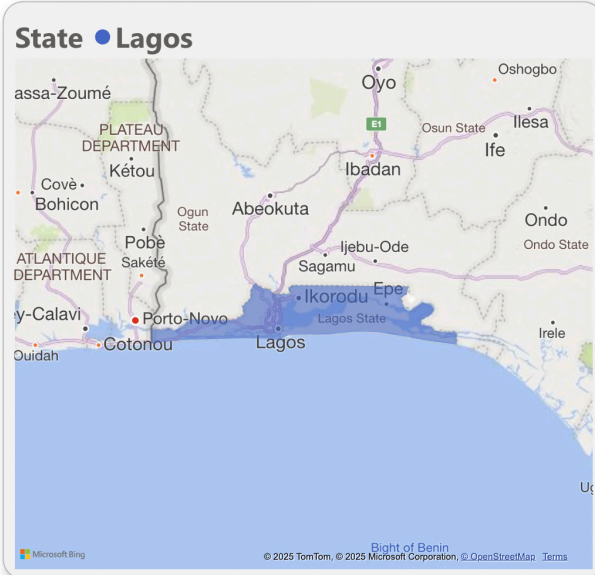 State Lagos
Oshogbo
Oyo
assa-Zoumé
Ilesa
E1
Osun State
PLATEAU
DEPARTMENT
Ife
Ibadan
Kétou
Covè
Bohicon
Abeokuta
Ogun
State
Ondo
Pobè
Ijebu-Ode
Ondo State
ATLANTIQUE
DEPARTMENT
Sakété
Sagamu
Ikorodu
Epe
y-Calavi
Porto-Novo
Lagos State
Irele
Cotonou
Lagos
Ouidah
Ug
Bight of Benin
Microsoft Bing
© 2025 TomTom, © 2025 Microsoft Corporation, © OpenStreetMap Terms